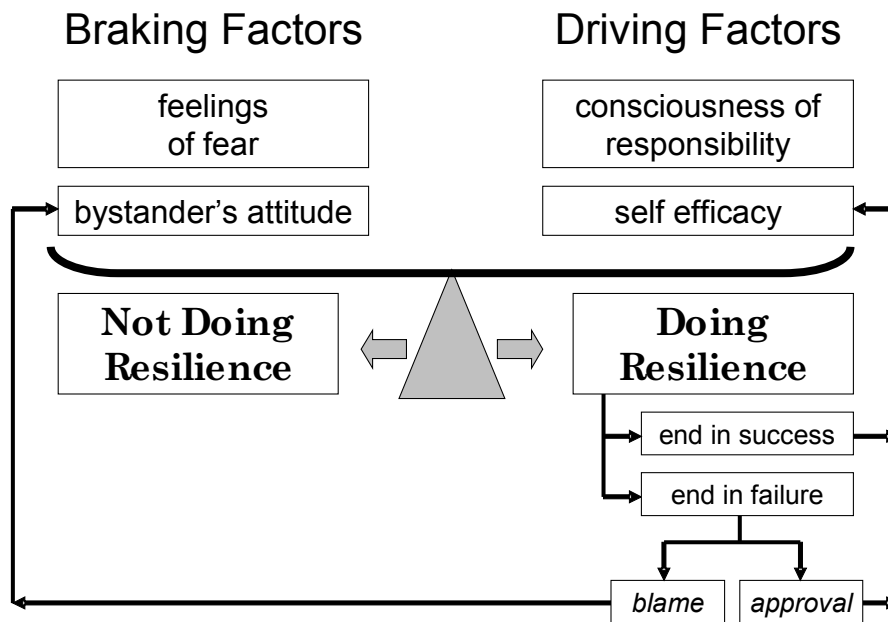 Braking Factors
Driving Factors
feelings
of fear
consciousness of
responsibility
bystander’s attitude
self efficacy
Not Doing
Resilience
Doing
Resilience
end in success
end in failure
blame
approval